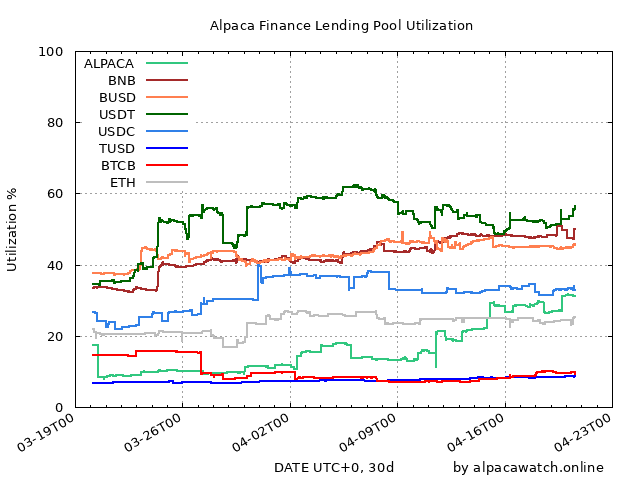 Alpaca Finance Lending Pool Utilization
100
80
60
40
20
0
Utilization %
ALPACA
BNB
BUSD
USDT
USDC
TUSD
BTCB
ETH
03-19T00
03-26T00
04-02T00
04-09T00
04-16T00
04-23T00
DATE UTC+0, 30d
by alpacawatch.online